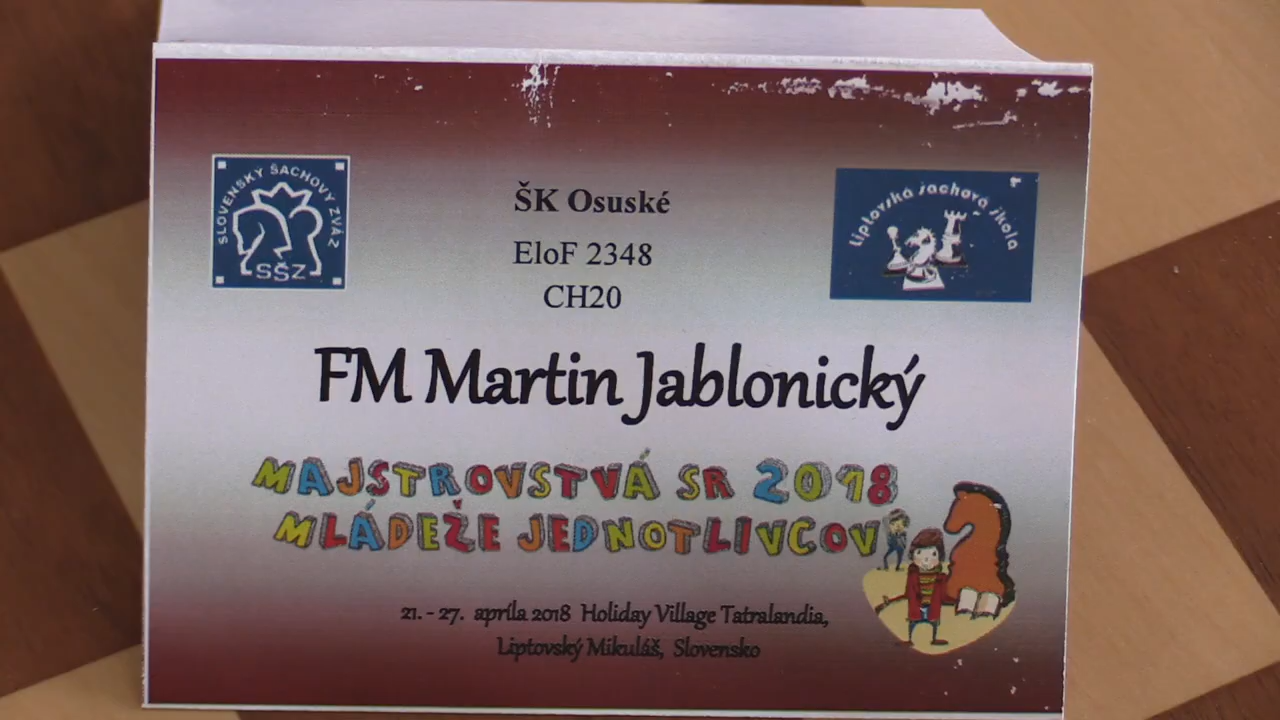 SLOVENSKÝ ŠACHOVÝ ZVÄZ
SŠZ
ŠK Osuské
EloF 2348
CH20
Liptovská šachová škola
FM Martin Jablonický
MAJSTROVSTVÁ SR 2018
MLÁDEŽE JEDNOTLIVCOV
21. - 27. apríla 2018 Holiday Village Tatralandia,
Liptovský Mikuláš, Slovensko